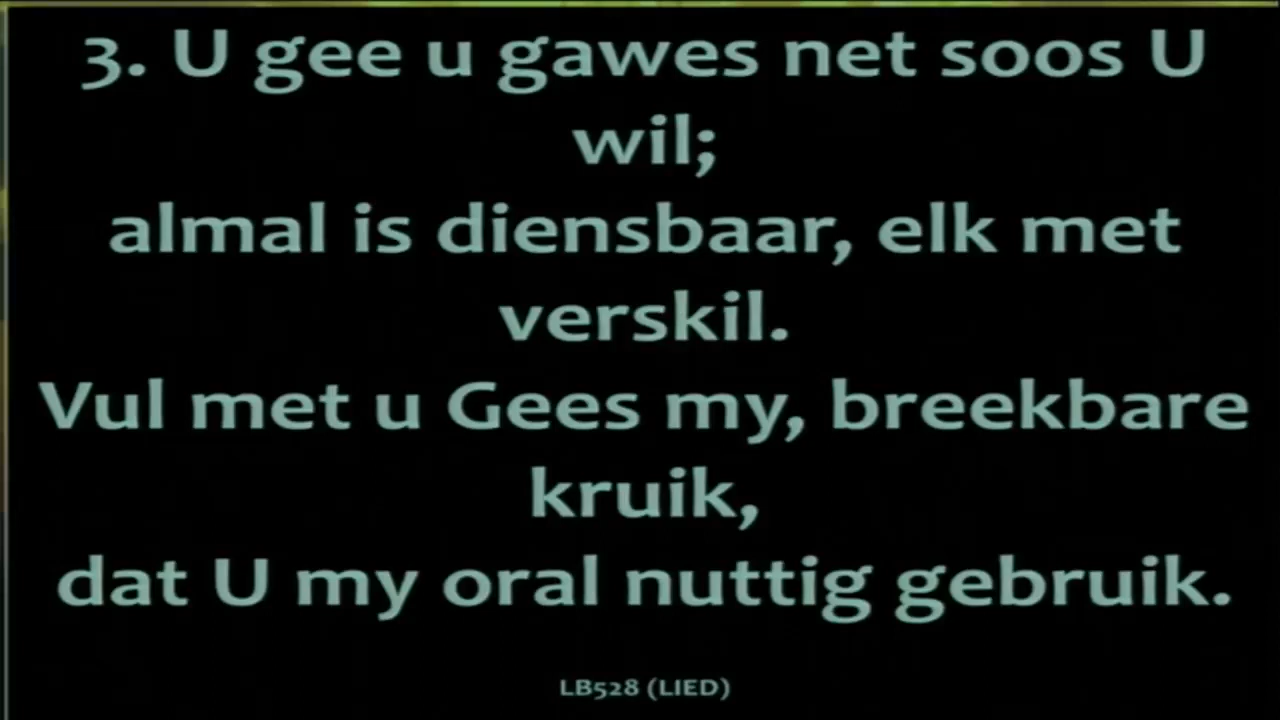 3. U gee u gawes net soos U
wil;
almal is diensbaar, elk met
verskil.
Vul met u Gees my, breekbare
kruik,
dat U my oral nuttig gebruik.
LB528 (LIED)